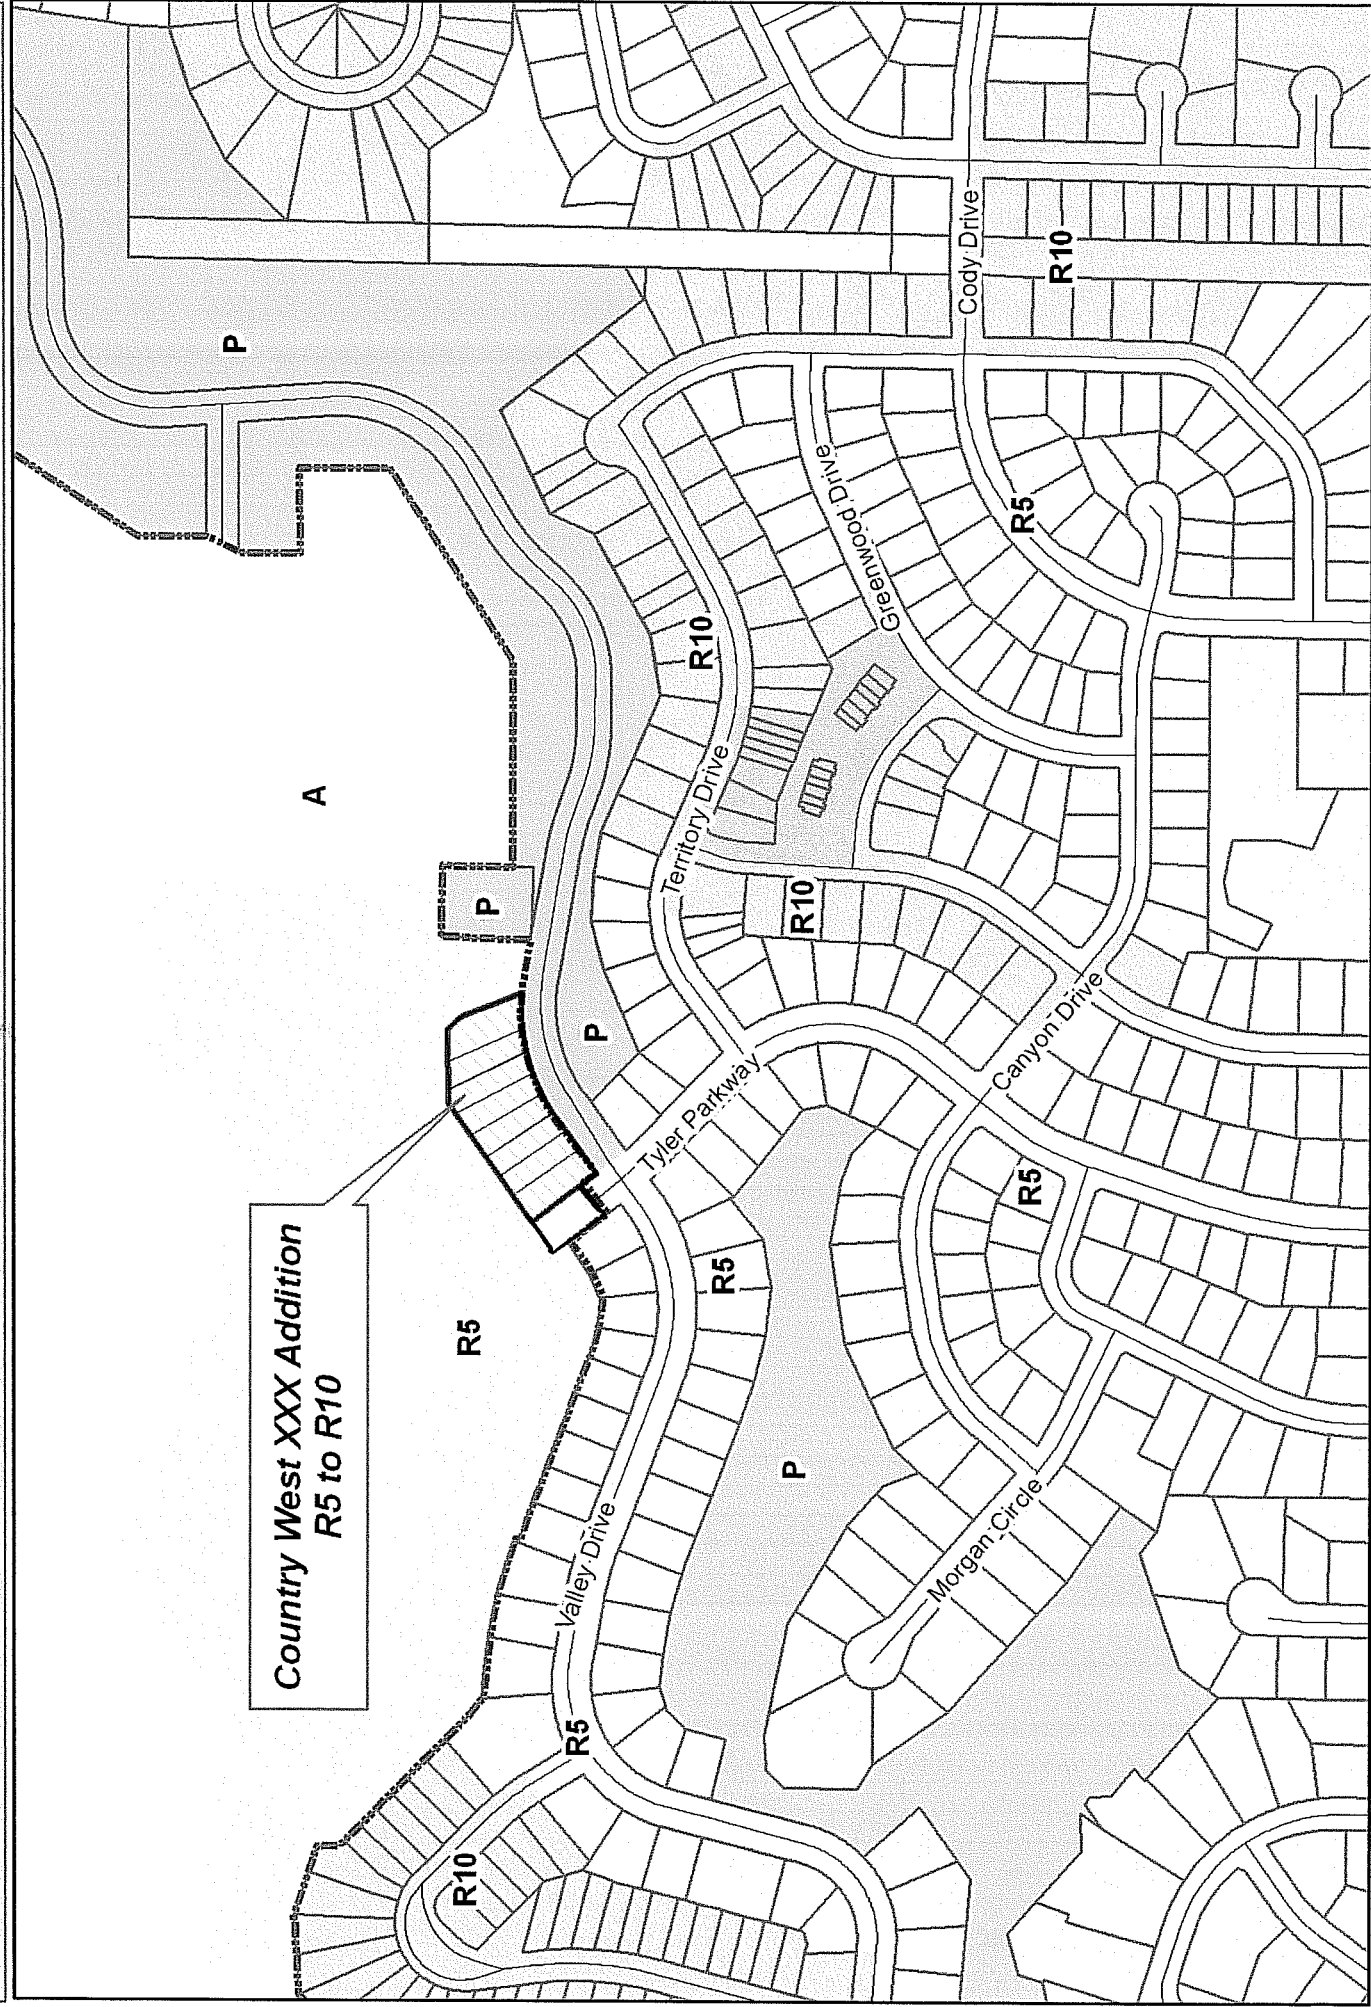 Country West XXX Addition
R5 to R10
A
P
P
P
R5
R10
R5
Valley Drive
R5
P
Morgan Circle
Tyler Parkway
Territory Drive
R10
R10
Greenwood Drive
Canyon Drive
R5
R5
Cody Drive
R10